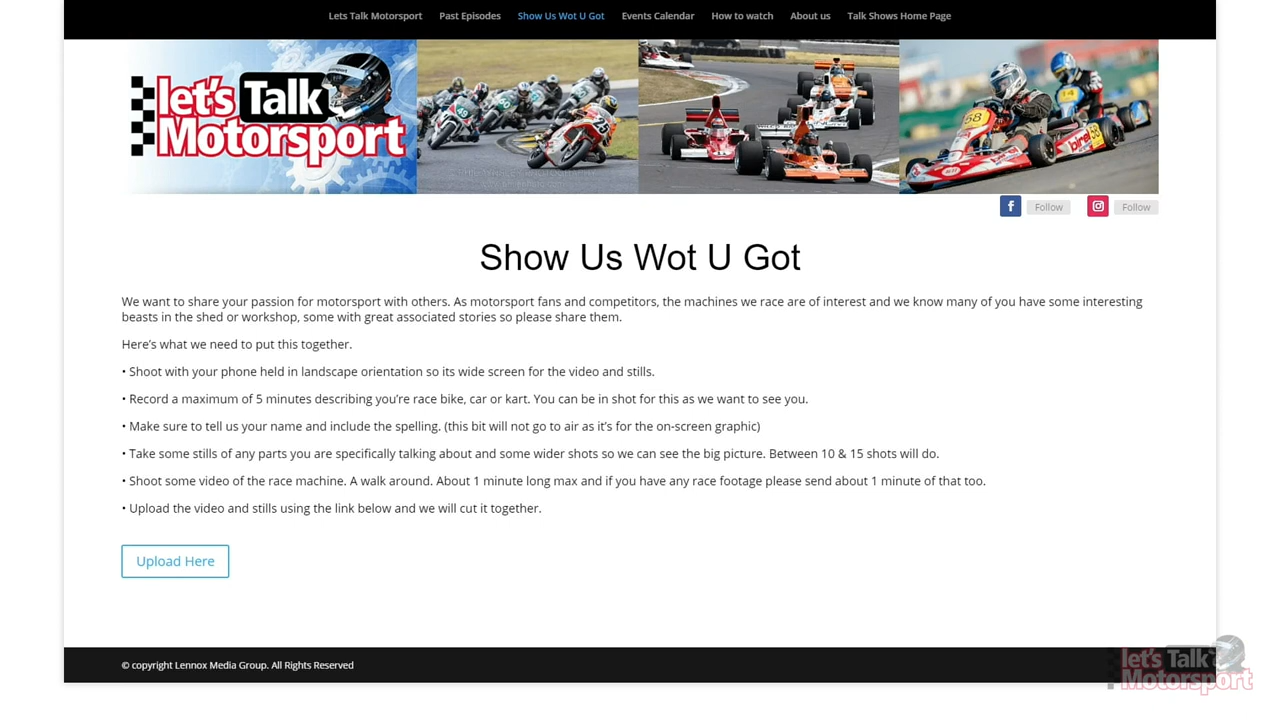 Lets Talk Motorsport Past Episodes Show Us Wot U Got Events Calendar How to watch About us Talk Shows Home Page
let's Talk
Motorsport
Follow Follow
Show Us Wot U Got
We want to share your passion for motorsport with others. As motorsport fans and competitors, the machines we race are of interest and we know many of you have some interesting
beasts in the shed or workshop, some with great associated stories so please share them.
Here's what we need to put this together.
• Shoot with your phone held in landscape orientation so its wide screen for the video and stills.
• Record a maximum of 5 minutes describing you're race bike, car or kart. You can be in shot for this as we want to see you.
• Make sure to tell us your name and include the spelling. (this bit will not go to air as it's for the on-screen graphic)
• Take some stills of any parts you are specifically talking about and some wider shots so we can see the big picture. Between 10 & 15 shots will do.
• Shoot some video of the race machine. A walk around. About 1 minute long max and if you have any race footage please send about 1 minute of that too.
• Upload the video and stills using the link below and we will cut it together.
Upload Here
© copyright Lennox Media Group. All Rights Reserved
let's Talk
Motorsport